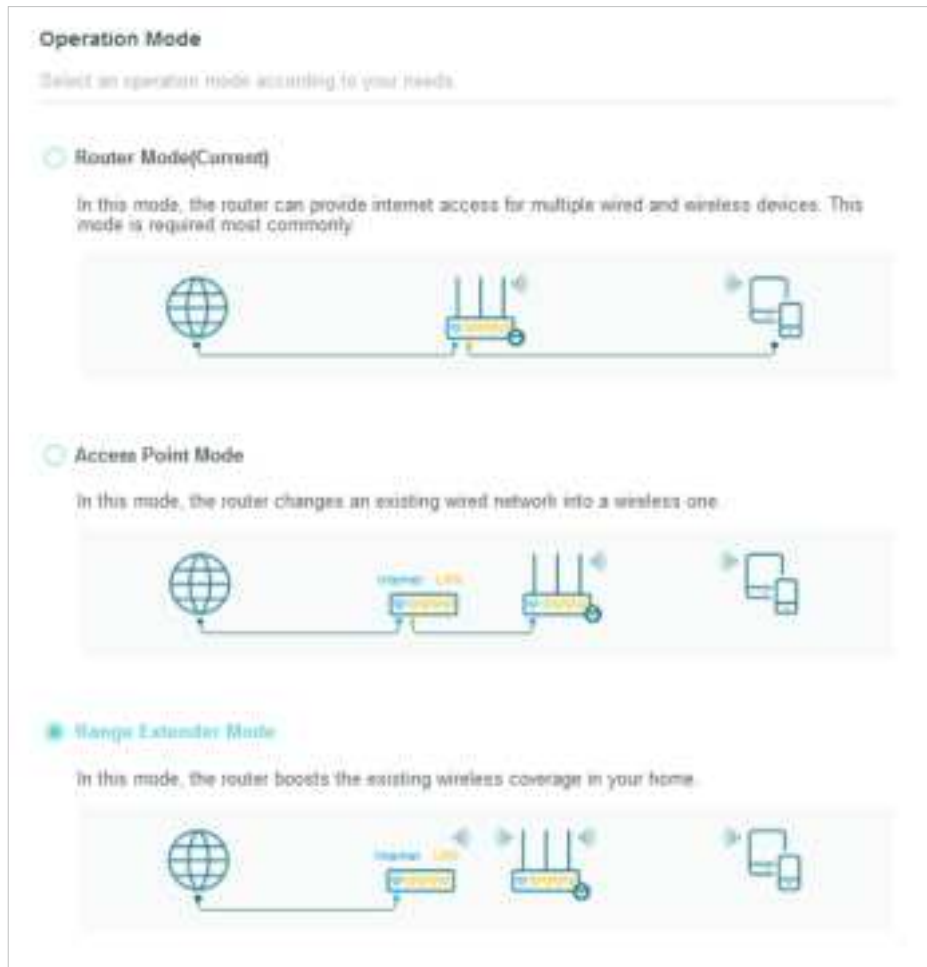 Operation Mode
Select an operation mode according to your needs.
Router Mode(Current)
In this mode, the router can provide internet access for multiple wired and wireless devices. This
mode is required most commonly.
Access Point Mode
In this mode, the router changes an existing wired network into a wireless one.
Internet LAN
Range Extender Mode
In this mode, the router boosts the existing wireless coverage in your home.
Internet LAN